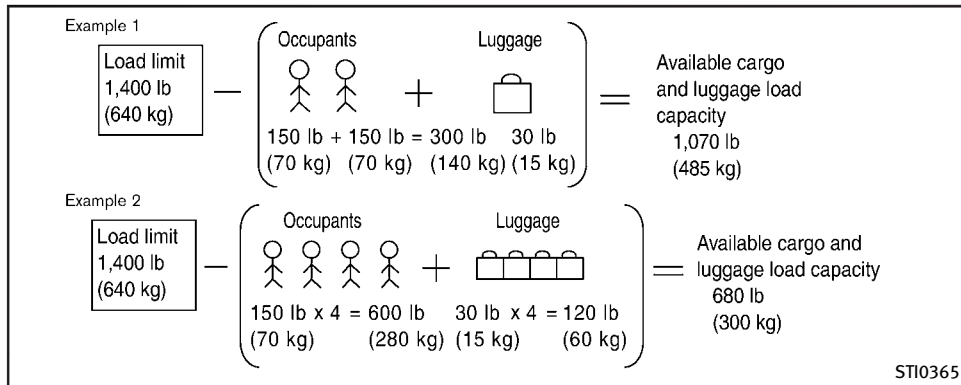 Example 1
Load limit
1,400 lb
(640 kg)
−
Occupants
+
Luggage
150 lb + 150 lb = 300 lb 30 lb
(70 kg) (70 kg) (140 kg) (15 kg)
=
Available cargo
and luggage load
capacity
1,070 lb
(485 kg)
Example 2
Load limit
1,400 lb
(640 kg)
−
Occupants
+
Luggage
150 lb x 4 = 600 lb 30 lb x 4 = 120 lb
(70 kg) (280 kg) (15 kg) (60 kg)
=
Available cargo and
luggage load capacity
680 lb
(300 kg)
STI0365